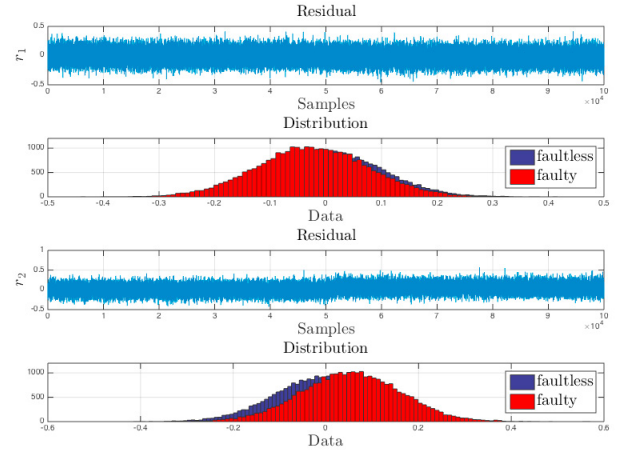 Residual
0.5
0
-0.5
r1
0 1 2 3 4 5 6 7 8 9 10
×10^4
Samples
Distribution
1000
500
0
faultless
faulty
-0.5 -0.4 -0.3 -0.2 -0.1 0 0.1 0.2 0.3 0.4 0.5
Data
Residual
1
0.5
0
-0.5
r2
0 1 2 3 4 5 6 7 8 9 10
×10^4
Samples
Distribution
1000
500
0
faultless
faulty
-0.6 -0.4 -0.2 0 0.2 0.4 0.6
Data